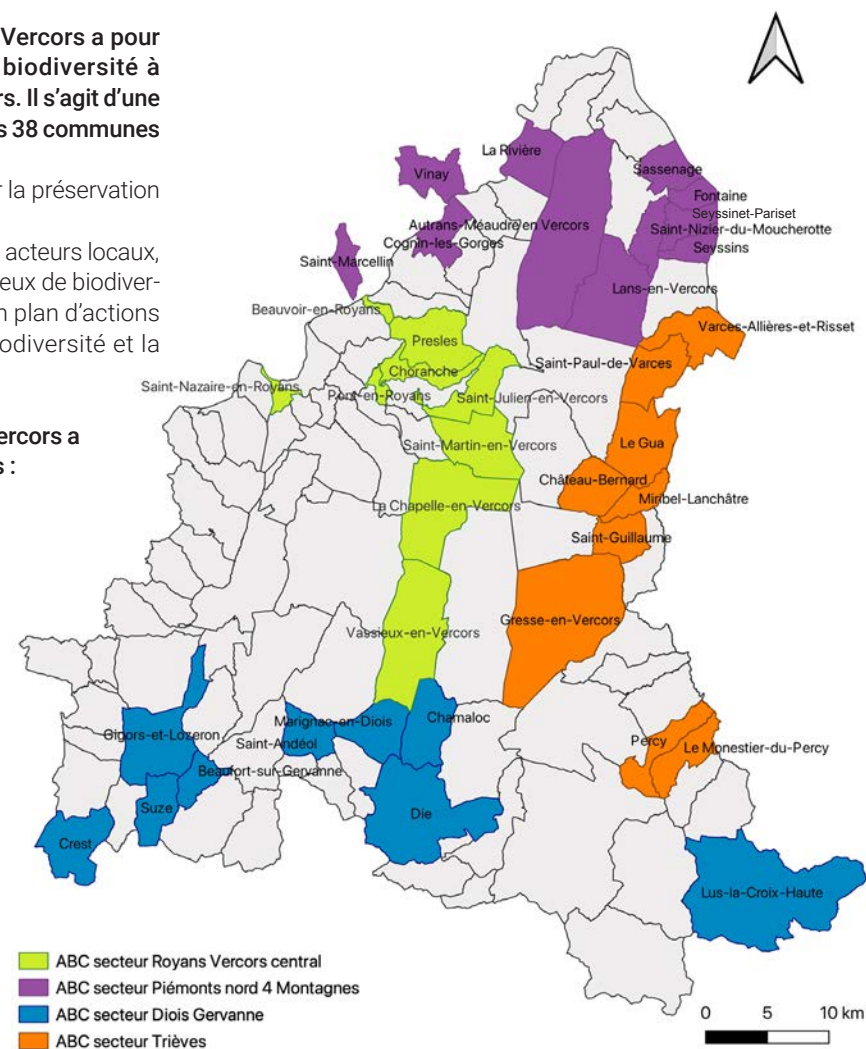 Vercors a pour
biodiversité à
rs. Il s'agit d'une
s 38 communes
r la préservation
acteurs locaux,
eux de biodiver-
n plan d'actions
odiversité et la
ercors a
s :
La Rivière
Vinay
Sassenage
Fontaine
Seyssinet-Pariset
Autrans-Méaudre en Vercors
Saint-Nizier-du-Moucherotte
Cognin-les-Gorges
Seyssins
Saint-Marcellin
Lans-en-Vercors
Beauvoir-en-Royans
Varces-Allières-et-Risset
Presles
Saint-Paul-de-Varces
Choranche
Saint-Nazaire-en-Royans
Pont-en-Royans
Saint-Julien-en-Vercors
Saint-Martin-en-Vercors
Le Gua
Château-Bernard
Miribel-Lanchâtre
La Chapelle-en-Vercors
Saint-Guillaume
Gresse-en-Vercors
Vassieux-en-Vercors
Chamaloc
Marignac-en-Diois
Gigors-et-Lozeron
Saint-Andéol
Percy
Le Monestier-du-Percy
Beaufort-sur-Gervanne
Suze
Die
Crest
Lus-la-Croix-Haute
ABC secteur Royans Vercors central
ABC secteur Piémonts nord 4 Montagnes
ABC secteur Diois Gervanne
ABC secteur Trièves
0 5 10 km